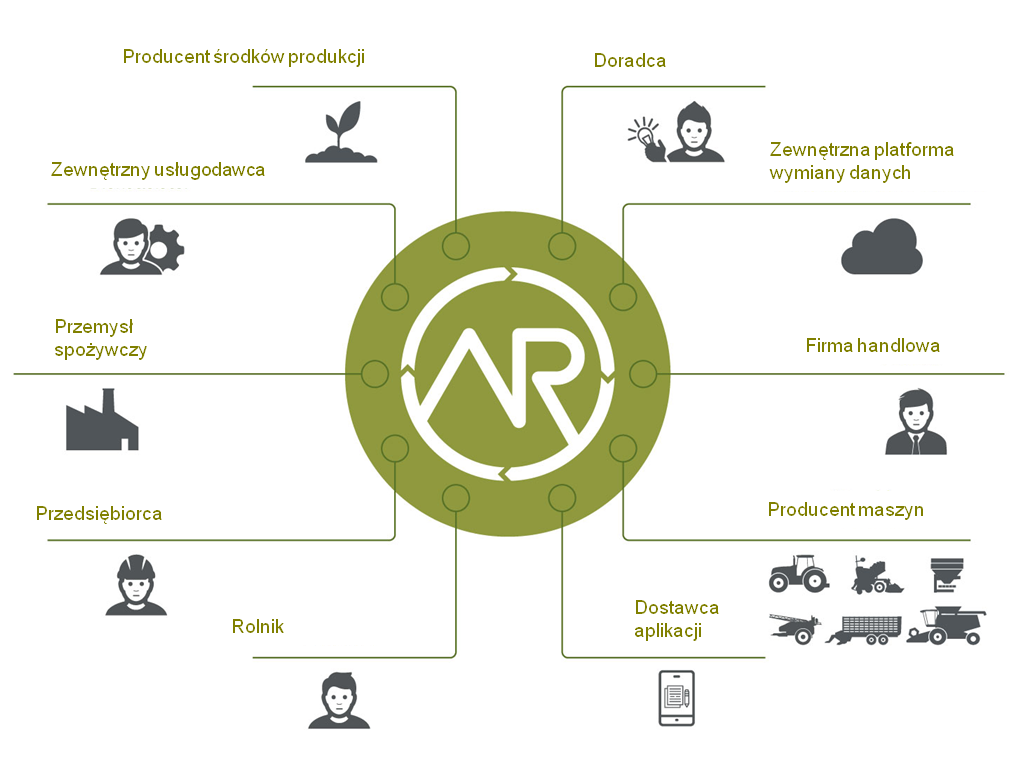 Producent środków produkcji
Doradca
Zewnętrzny usługodawca
Zewnętrzna platforma
wymiany danych
Przemysł
spożywczy
Firma handlowa
AR
Przedsiębiorca
Producent maszyn
Rolnik
Dostawca
aplikacji